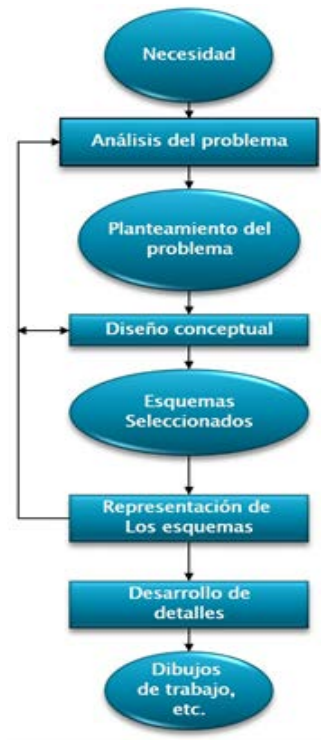 Necesidad
Análisis del problema
Planteamiento del
problema
Diseño conceptual
Esquemas
Seleccionados
Representación de
Los esquemas
Desarrollo de
detalles
Dibujos
de trabajo,
etc.